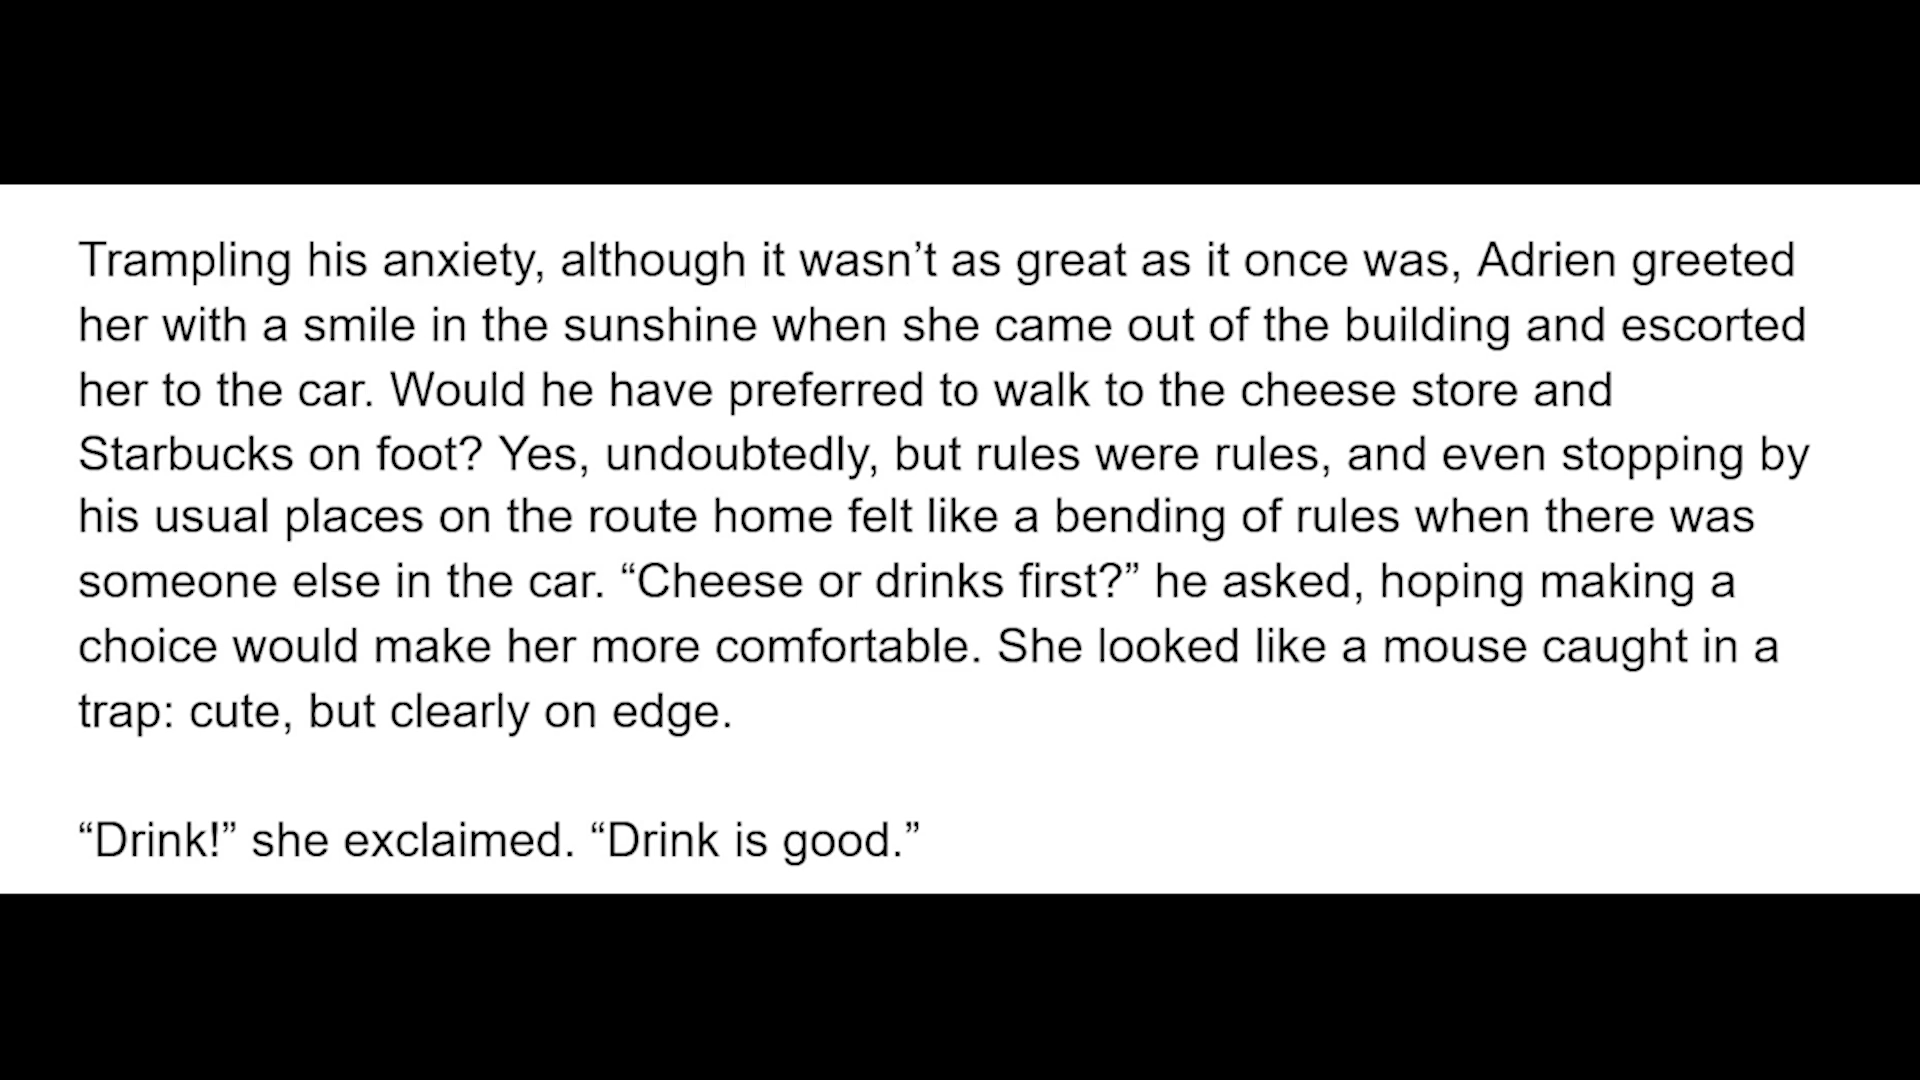 Trampling his anxiety, although it wasn’t as great as it once was, Adrien greeted
her with a smile in the sunshine when she came out of the building and escorted
her to the car. Would he have preferred to walk to the cheese store and
Starbucks on foot? Yes, undoubtedly, but rules were rules, and even stopping by
his usual places on the route home felt like a bending of rules when there was
someone else in the car. “Cheese or drinks first?” he asked, hoping making a
choice would make her more comfortable. She looked like a mouse caught in a
trap: cute, but clearly on edge.
“Drink!” she exclaimed. “Drink is good.”